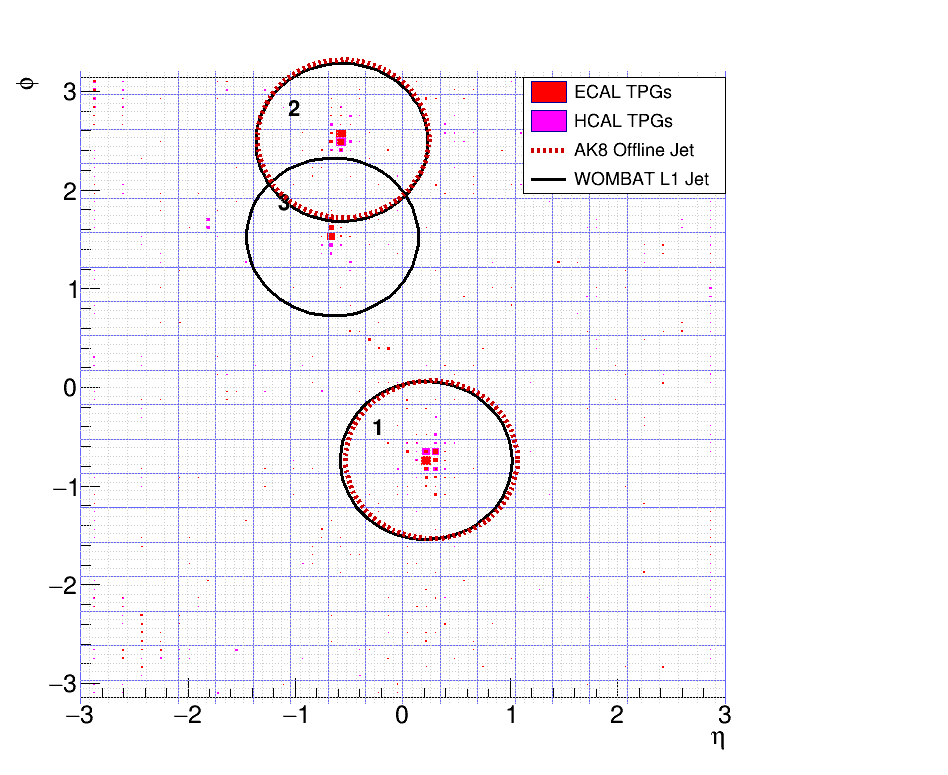 ϕ
3
2
1
0
−1
−2
−3
2
3
1
ECAL TPGs
HCAL TPGs
AK8 Offline Jet
WOMBAT L1 Jet
−3 −2 −1 0 1 2 3
η